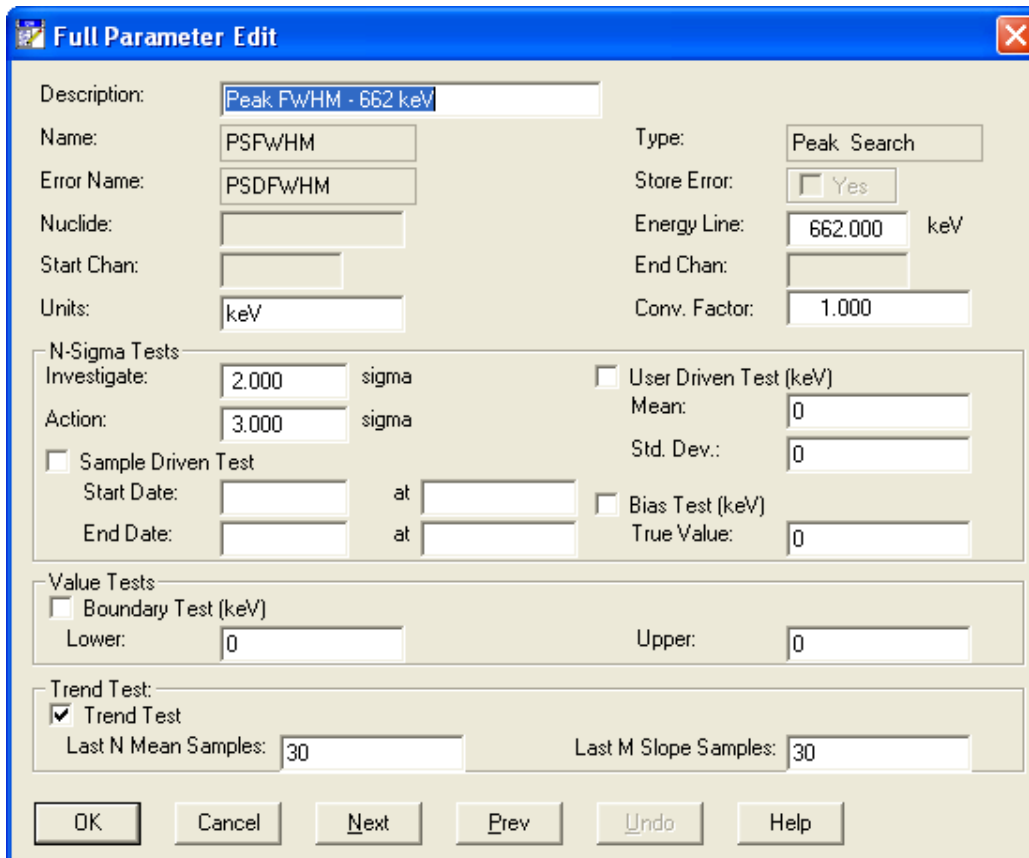 Full Parameter Edit
Description: Peak FWHM - 662 keV
Name: PSFWHM Type: Peak Search
Error Name: PSDFWHM Store Error: Yes
Nuclide: Energy Line: 662.000 keV
Start Chan: End Chan:
Units: keV Conv. Factor: 1.000
N-Sigma Tests
Investigate: 2.000 sigma User Driven Test (keV)
Action: 3.000 sigma Mean: 0
Std. Dev.: 0
Sample Driven Test
Start Date: at Bias Test (keV)
End Date: at True Value: 0
Value Tests
Boundary Test (keV)
Lower: 0 Upper: 0
Trend Test:
Trend Test
Last N Mean Samples: 30 Last M Slope Samples: 30
OK Cancel Next Prev Undo Help